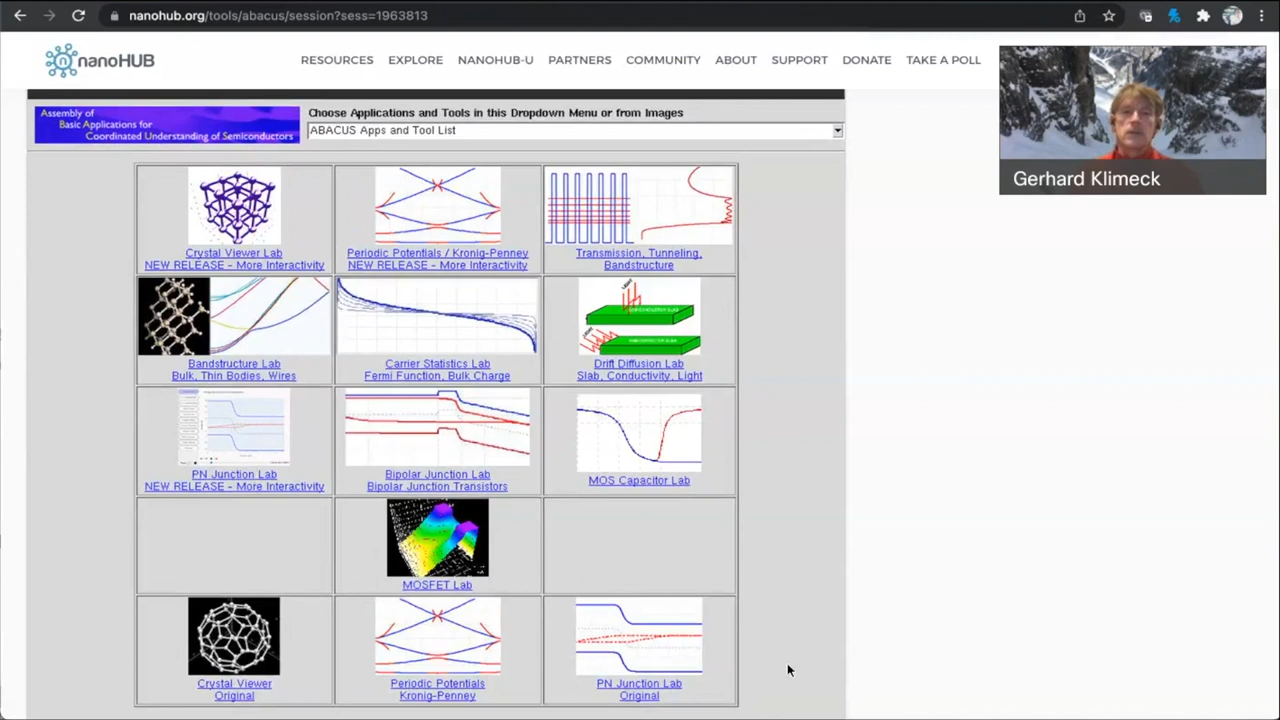 nanohub.org/tools/abacus/session?sess=1963813
nanoHUB
RESOURCES EXPLORE NANOHUB-U PARTNERS COMMUNITY ABOUT SUPPORT DONATE TAKE A POLL
Gerhard Klimeck
Assembly of
Basic Applications for
Coordinated Understanding of Semiconductors
Choose Applications and Tools in this Dropdown Menu or from Images
ABACUS Apps and Tool List
Crystal Viewer Lab
NEW RELEASE - More Interactivity
Periodic Potentials / Kronig-Penney
NEW RELEASE - More Interactivity
Transmission, Tunneling,
Bandstructure
Bandstructure Lab
Bulk, Thin Bodies, Wires
Carrier Statistics Lab
Fermi Function, Bulk Charge
Drift Diffusion Lab
Slab, Conductivity, Light
PN Junction Lab
NEW RELEASE - More Interactivity
Bipolar Junction Lab
Bipolar Junction Transistors
MOS Capacitor Lab
MOSFET Lab
Crystal Viewer
Original
Periodic Potentials
Kronig-Penney
PN Junction Lab
Original